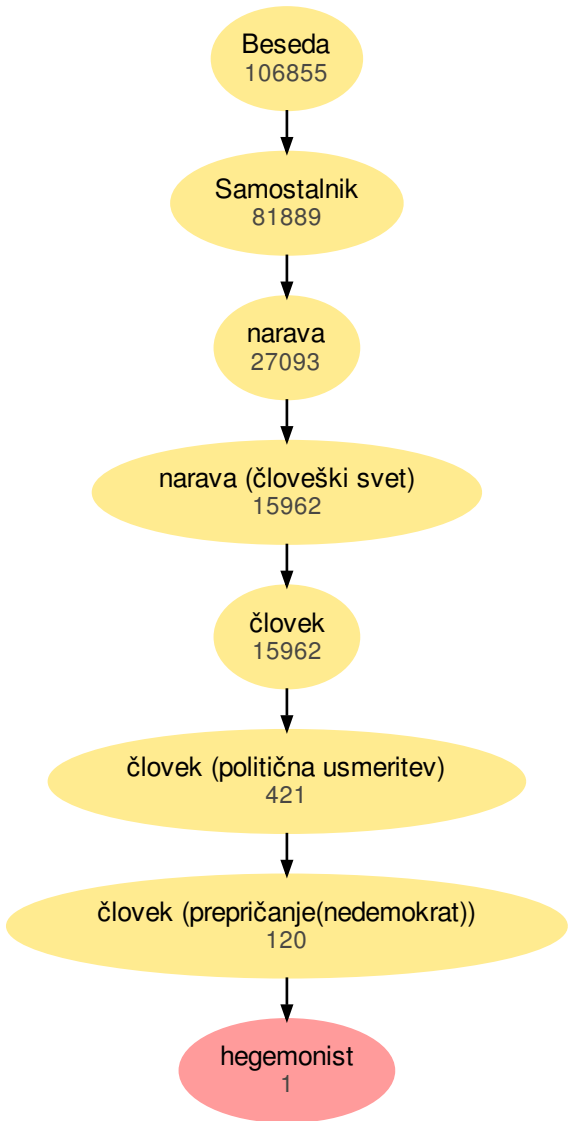 Beseda
106855
Samostalnik
81889
narava
27093
narava (človeški svet)
15962
človek
15962
človek (politična usmeritev)
421
človek (prepričanje(nedemokrat))
120
hegemonist
1